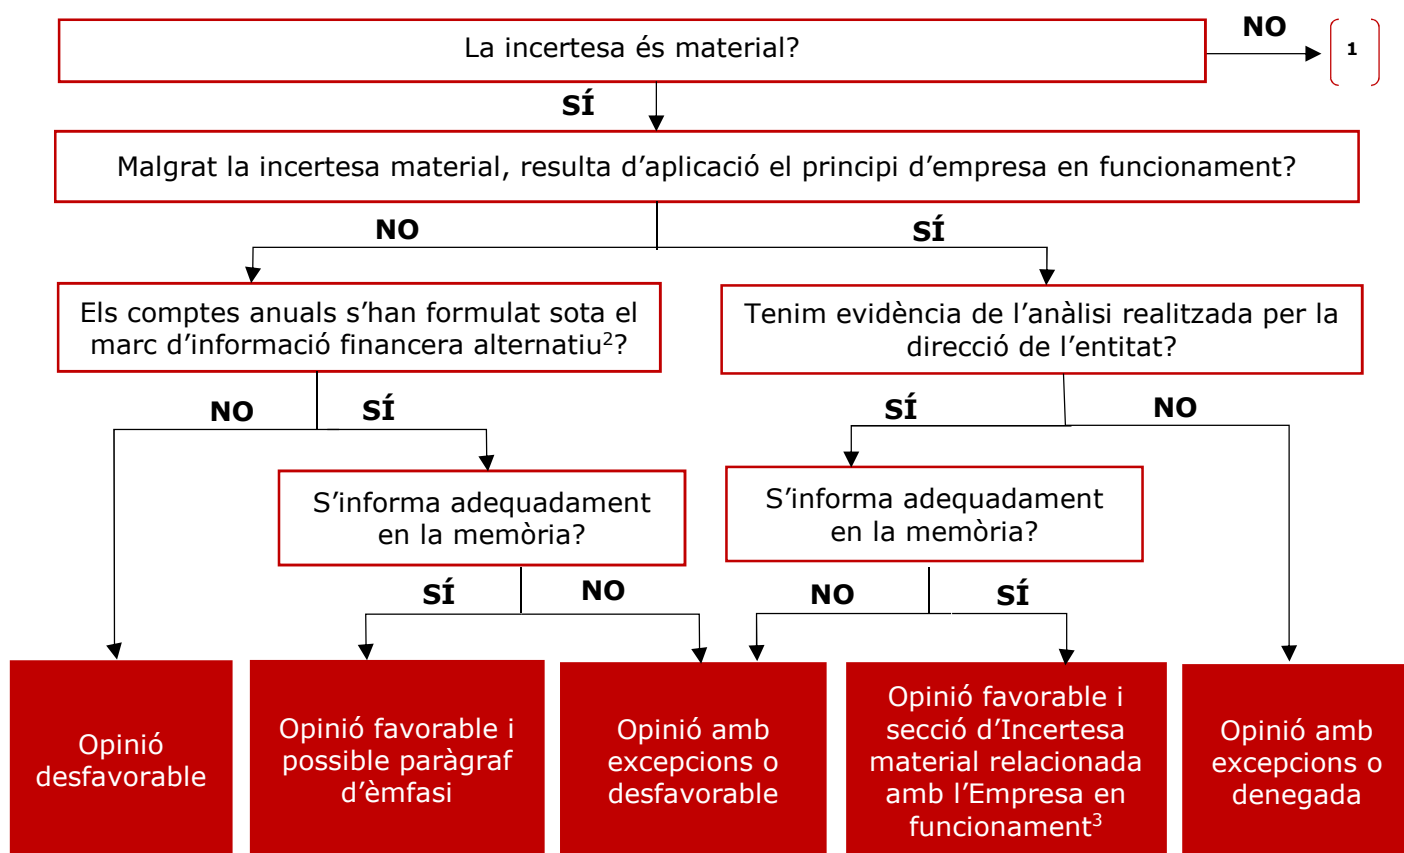 La incertesa és material?
NO
1
SÍ
Malgrat la incertesa material, resulta d’aplicació el principi d’empresa en funcionament?
NO
SÍ
Els comptes anuals s’han formulat sota el
marc d’informació financera alternatiu²?
Tenim evidència de l’anàlisi realitzada per la
direcció de l’entitat?
NO
SÍ
SÍ
NO
S’informa adequadament
en la memòria?
S’informa adequadament
en la memòria?
SÍ
NO
NO
SÍ
Opinió
desfavorable
Opinió favorable i
possible paràgraf
d’èmfasi
Opinió amb
excepcions o
desfavorable
Opinió favorable i
secció d’Incertesa
material relacionada
amb l’Empresa en
funcionament³
Opinió amb
excepcions o
denegada